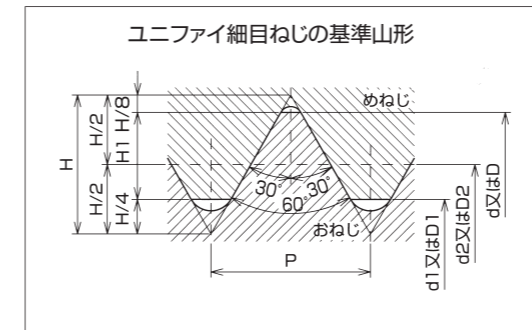 ユニファイ細目ねじの基準山形
めねじ
H
H/2
H/2
H/8
H1
H/4
30°
30°
60°
おねじ
P
d1又はD1
d2又はD2
d又はD